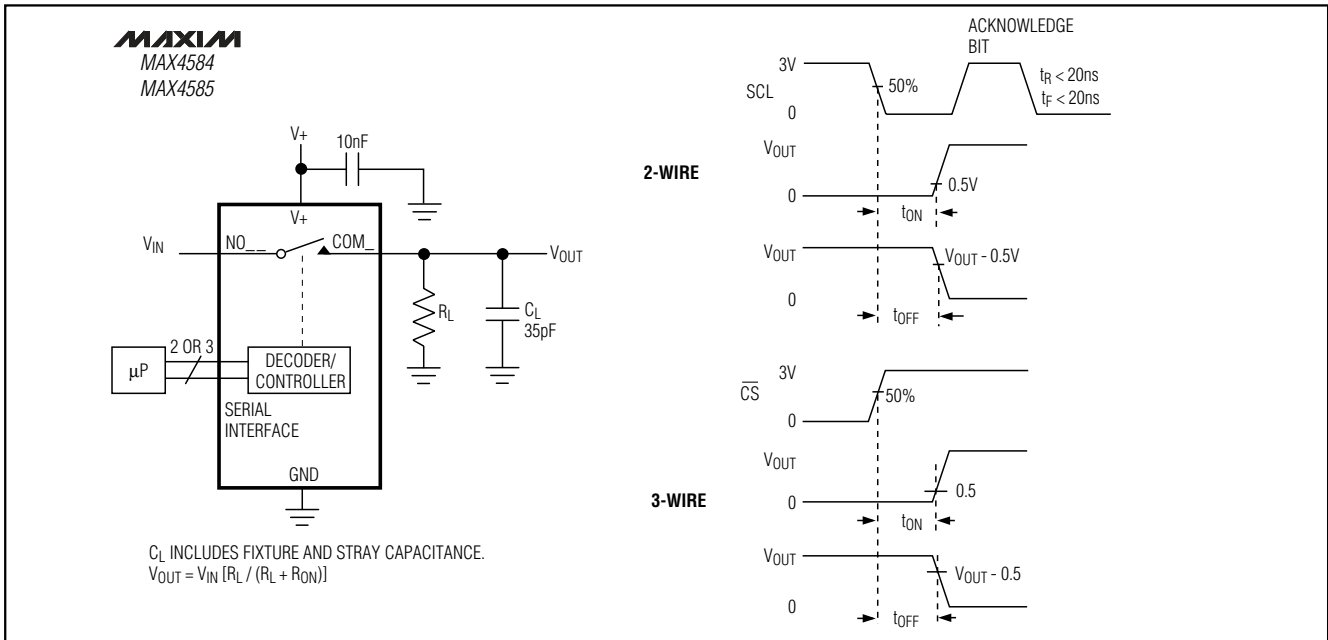 MAXIM
MAX4584
MAX4585
V+
10nF
V+
VIN
NO__
COM_
VOUT
RL
CL
35pF
µP
2 OR 3
DECODER/
CONTROLLER
SERIAL
INTERFACE
GND
CL INCLUDES FIXTURE AND STRAY CAPACITANCE.
VOUT = VIN [RL / (RL + RON)]
ACKNOWLEDGE
BIT
3V
SCL
0
50%
tR < 20ns
tF < 20ns
2-WIRE
VOUT
0
0.5V
tON
VOUT
0
VOUT - 0.5V
tOFF
3V
CS
0
50%
3-WIRE
VOUT
0
0.5
tON
VOUT
0
VOUT - 0.5
tOFF